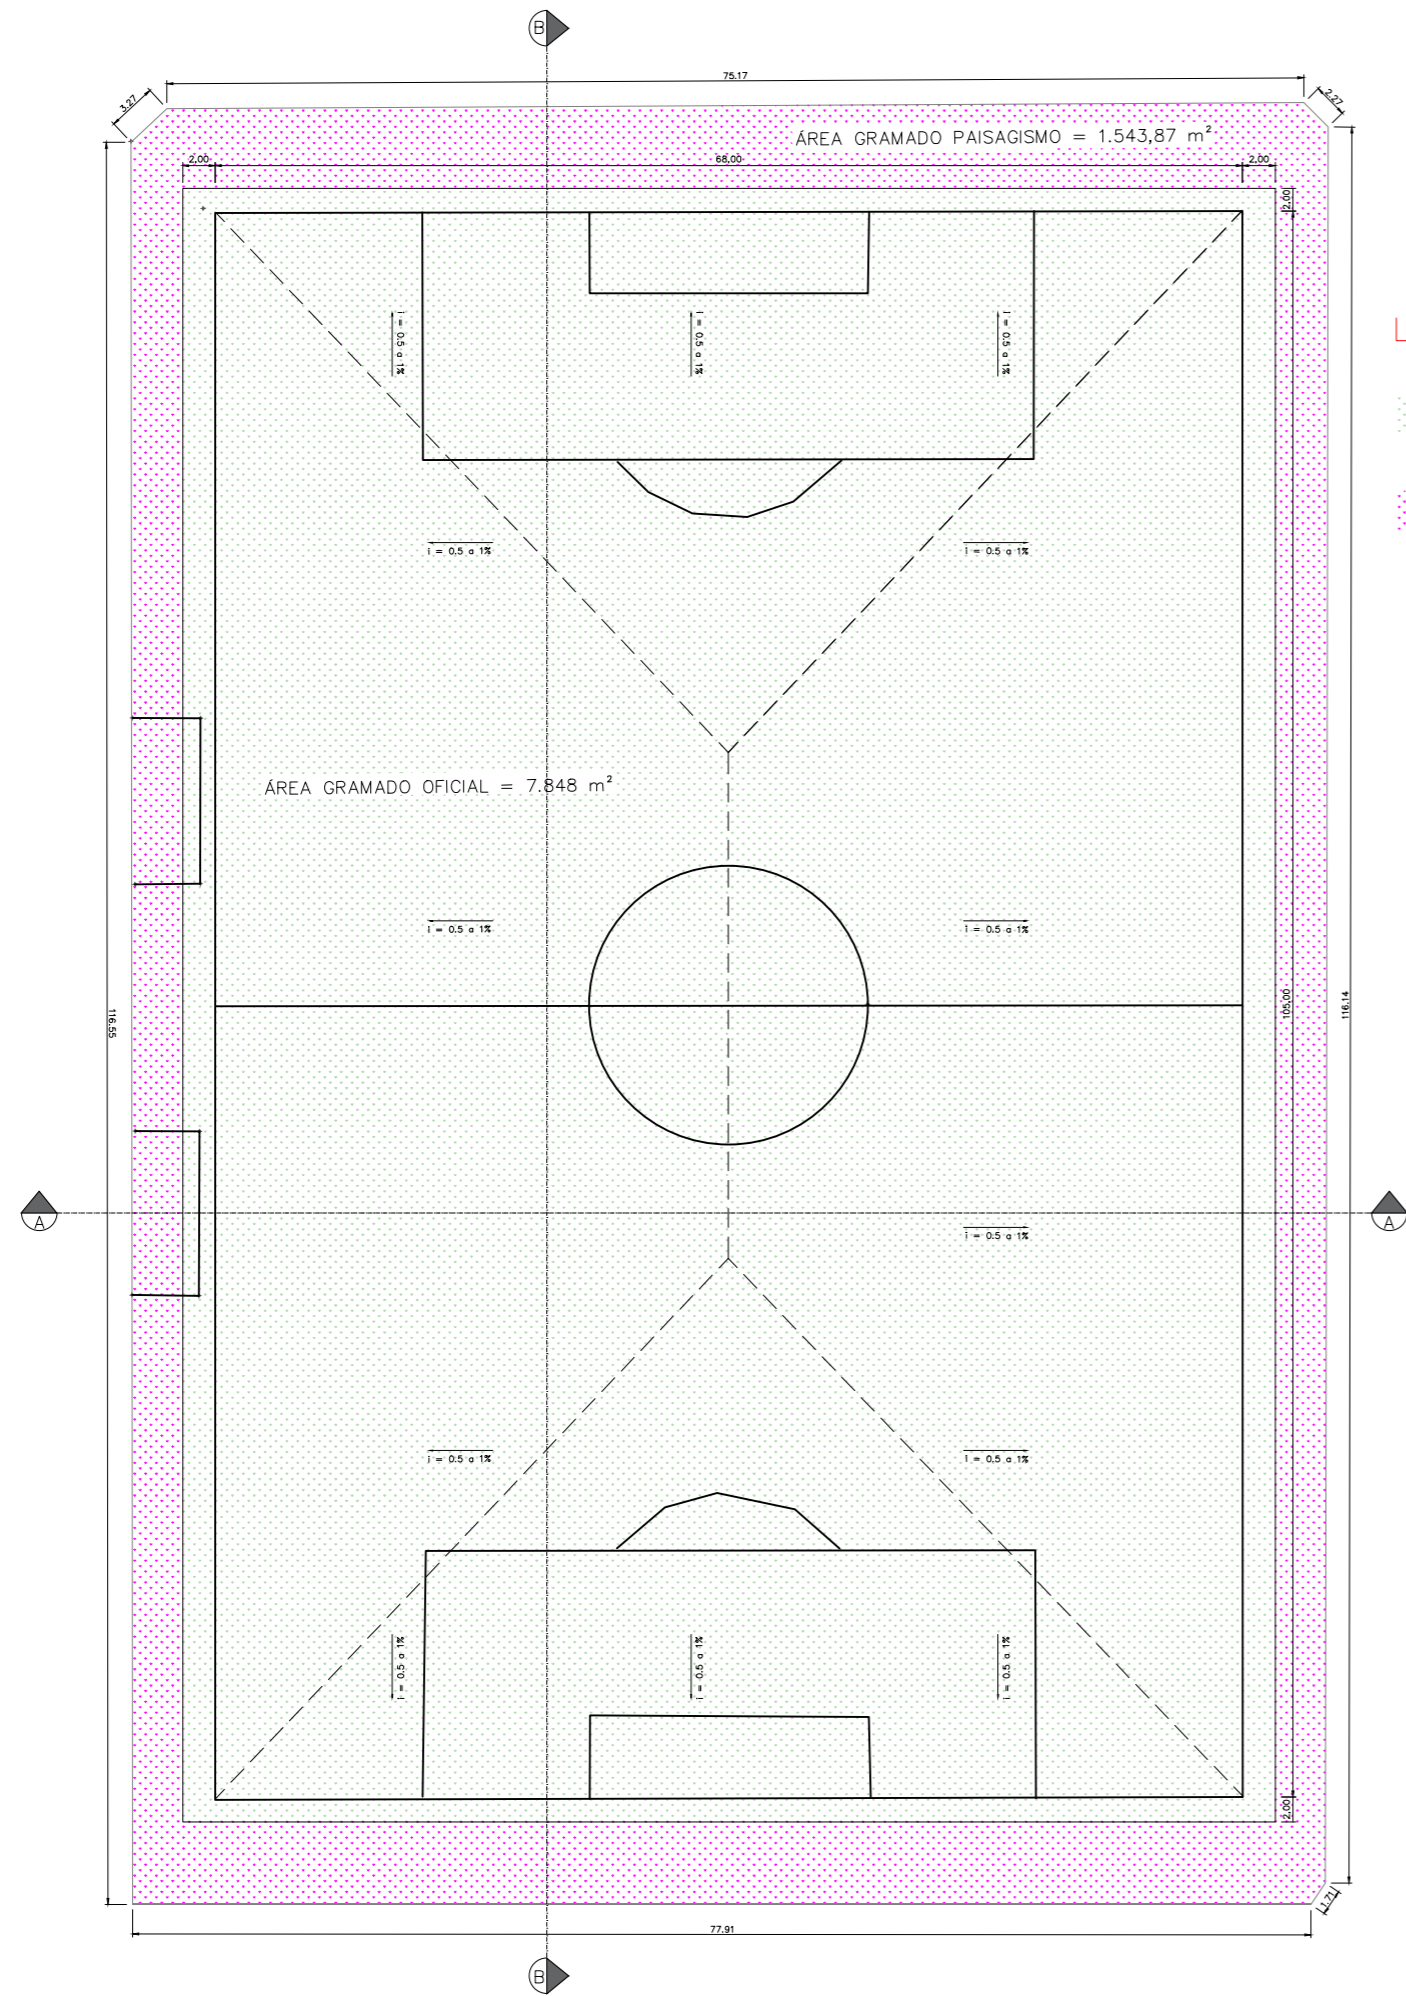 B
75.17
3.27
2.27
ÁREA GRAMADO PAISAGISMO = 1.543,87 m²
2,00
68,00
2,00
2,00
i = 0.5 a 1%
i = 0.5 a 1%
i = 0.5 a 1%
i = 0.5 a 1%
i = 0.5 a 1%
ÁREA GRAMADO OFICIAL = 7.848 m²
i = 0.5 a 1%
i = 0.5 a 1%
116.55
105,00
116.14
A
A
i = 0.5 a 1%
i = 0.5 a 1%
i = 0.5 a 1%
i = 0.5 a 1%
i = 0.5 a 1%
i = 0.5 a 1%
2,00
1.71
77.91
B